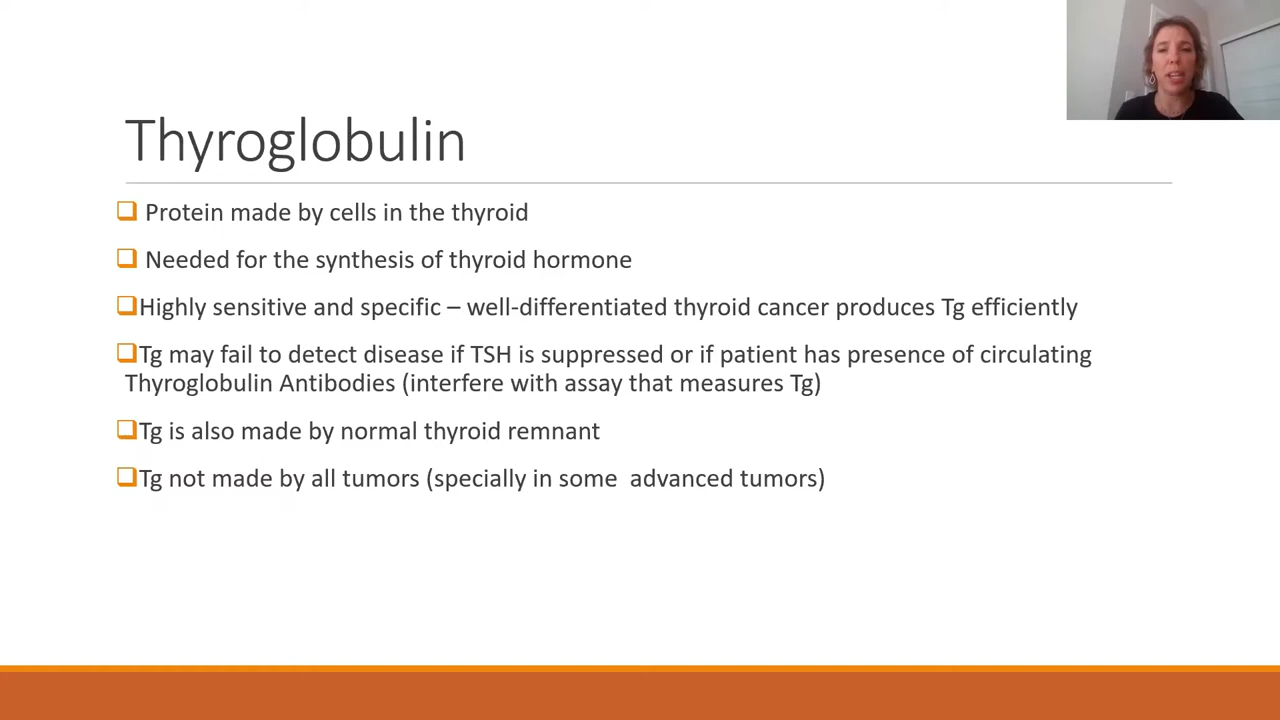 Thyroglobulin
Protein made by cells in the thyroid
Needed for the synthesis of thyroid hormone
Highly sensitive and specific – well-differentiated thyroid cancer produces Tg efficiently
Tg may fail to detect disease if TSH is suppressed or if patient has presence of circulating
Thyroglobulin Antibodies (interfere with assay that measures Tg)
Tg is also made by normal thyroid remnant
Tg not made by all tumors (specially in some  advanced tumors)